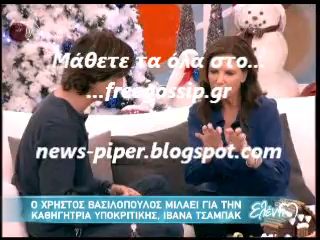 Μάθετε τα όλα στο...
...freegossip.gr
news-piper.blogspot.com
Ο ΧΡΗΣΤΟΣ ΒΑΣΙΛΟΠΟΥΛΟΣ ΜΙΛΑΕΙ ΓΙΑ ΤΗΝ
ΚΑΘΗΓΗΤΡΙΑ ΥΠΟΚΡΙΤΙΚΗΣ, ΙΒΑΝΑ ΤΣΑΜΠΑΚ
Ελένη